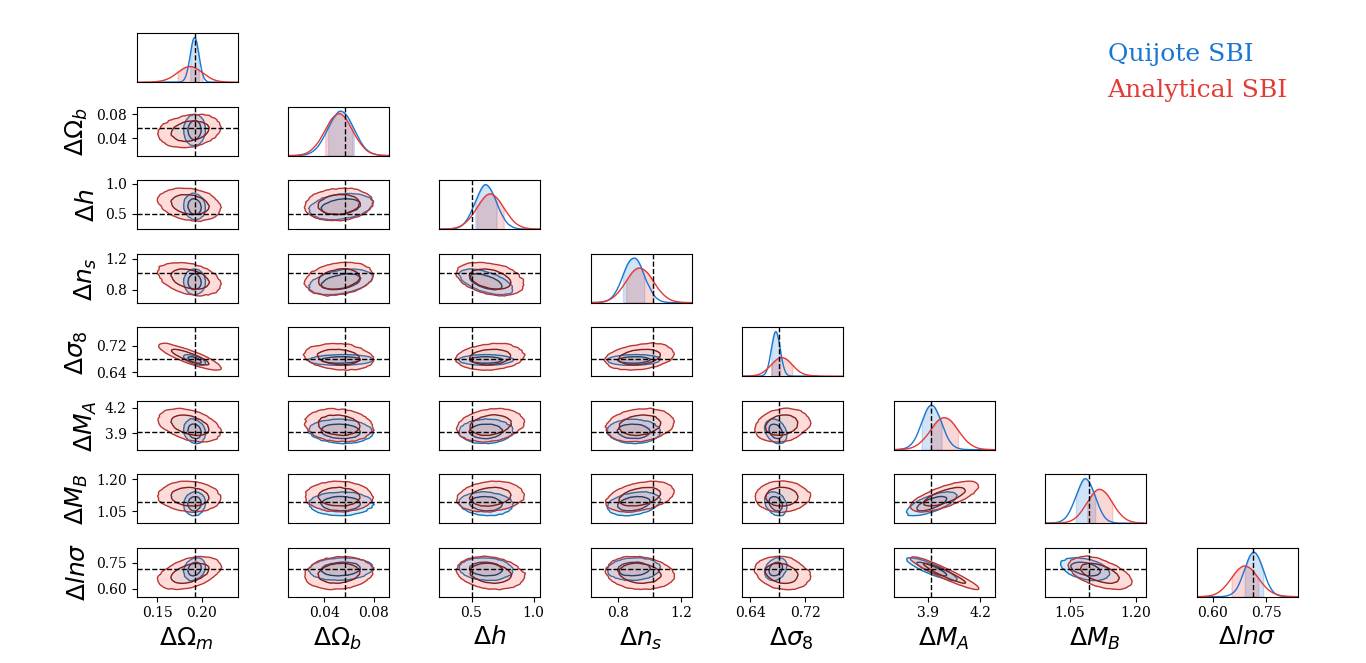 Quijote SBI
Analytical SBI
ΔΩ_b 0.08 0.04
Δh 1.0 0.5
Δn_s 1.2 0.8
Δσ_8 0.72 0.64
ΔM_A 4.2 3.9
ΔM_B 1.20 1.05
Δlnσ 0.75 0.60
0.15 0.20 0.04 0.08 0.5 1.0 0.8 1.2 0.64 0.72 3.9 4.2 1.05 1.20 0.60 0.75
ΔΩ_m ΔΩ_b Δh Δn_s Δσ_8 ΔM_A ΔM_B Δlnσ